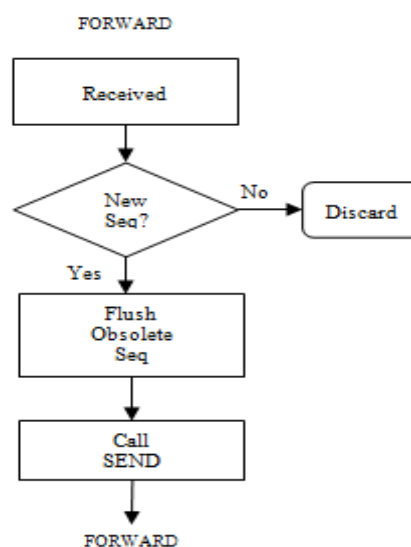 FORWARD
Received
New
Seq?
No
Discard
Yes
Flush
Obsolete
Seq
Call
SEND
FORWARD